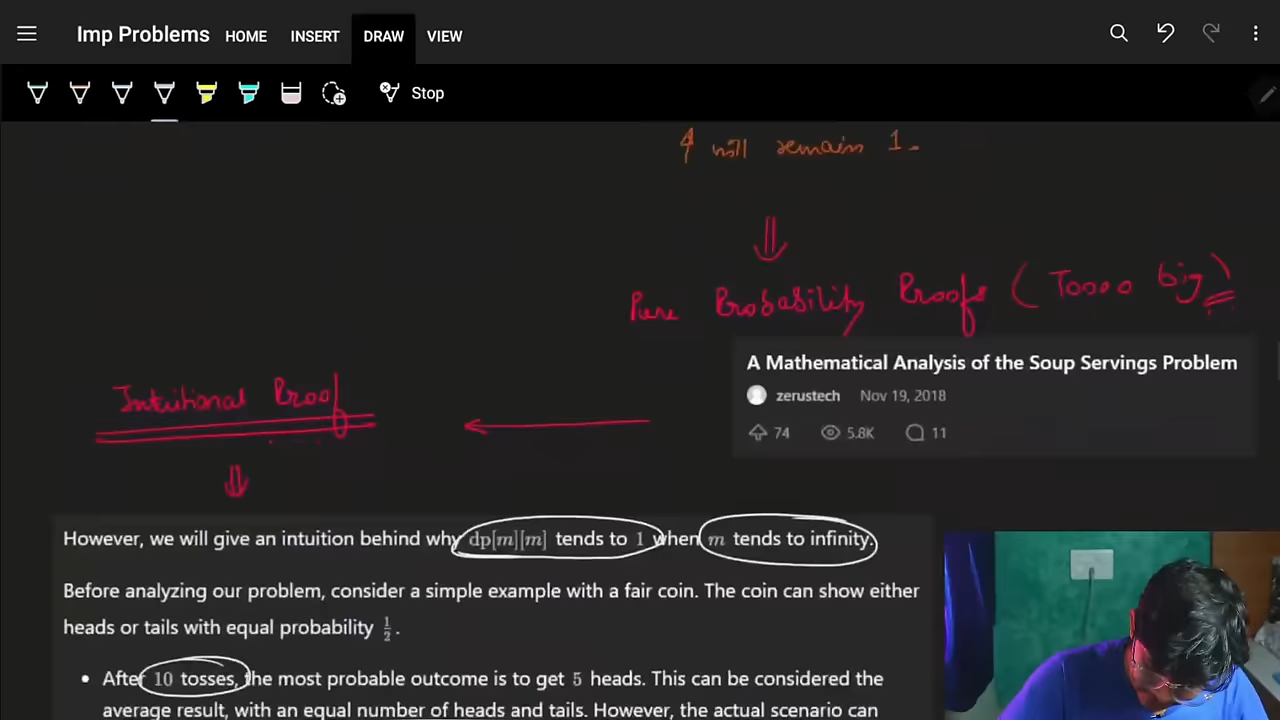 Imp Problems HOME INSERT DRAW VIEW
Stop
4 will remain 1.
Pure Probability Proofs (Toooo big)
A Mathematical Analysis of the Soup Servings Problem
zerustech Nov 19, 2018
74 5.8K 11
Intuitional Proof
However, we will give an intuition behind why dp[m][m] tends to 1 when m tends to infinity.
Before analyzing our problem, consider a simple example with a fair coin. The coin can show either
heads or tails with equal probability 1/2.
• After 10 tosses, the most probable outcome is to get 5 heads. This can be considered the
average result, with an equal number of heads and tails. However, the actual scenario can